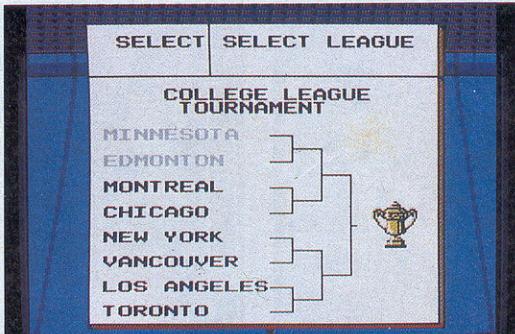 SELECT SELECT LEAGUE
COLLEGE LEAGUE
TOURNAMENT
MINNESOTA
EDMONTON
MONTREAL
CHICAGO
NEW YORK
VANCOUVER
LOS ANGELES
TORONTO